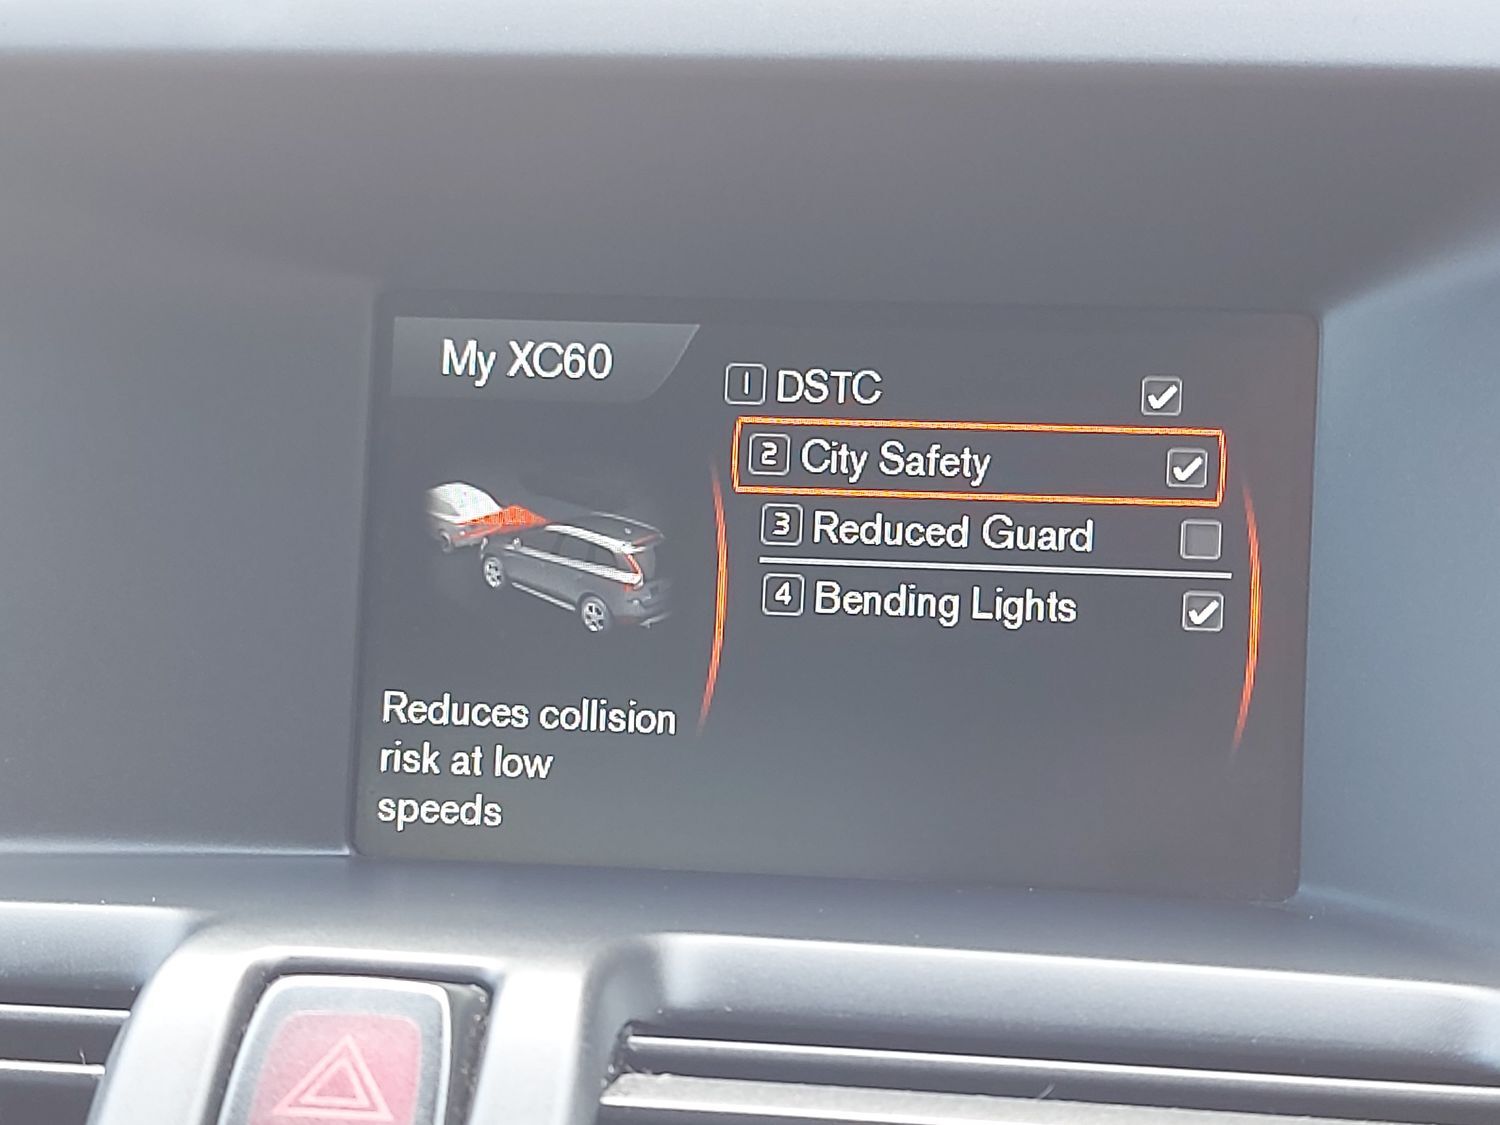 My XC60
1 DSTC
2 City Safety
3 Reduced Guard
4 Bending Lights
Reduces collision
risk at low
speeds